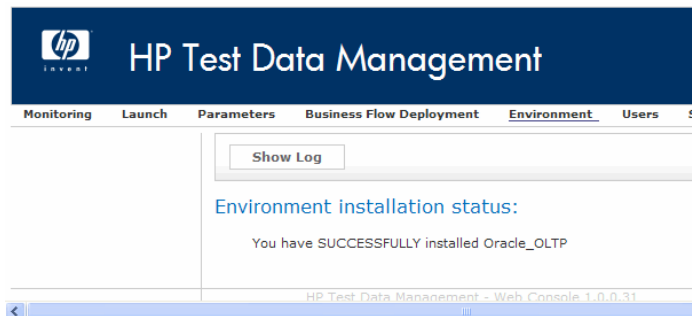 hp
invent
HP Test Data Management
Monitoring Launch Parameters Business Flow Deployment Environment Users S
Show Log
Environment installation status:
You have SUCCESSFULLY installed Oracle_OLTP
HP Test Data Management - Web Console 1.0.0.31